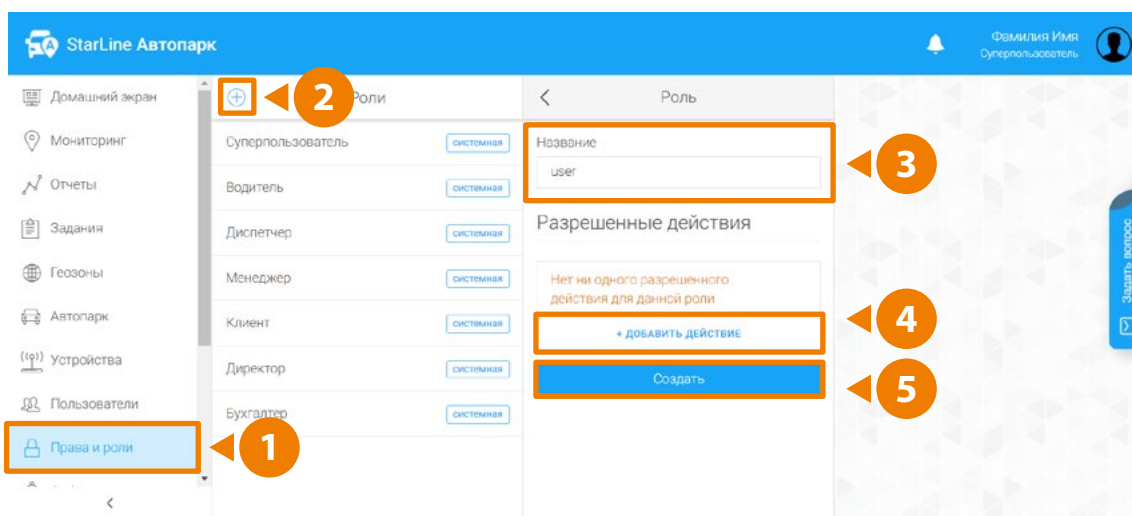 StarLine Автопарк
Фамилия Имя
Суперпользователь
Домашний экран
Мониторинг
Отчеты
Задания
Геозоны
Автопарк
Устройства
Пользователи
Права и роли
1
2
Роли
Суперпользователь
системная
Водитель
системная
Диспетчер
системная
Менеджер
системная
Клиент
системная
Директор
системная
Бухгалтер
системная
Роль
Название
user
3
Разрешенные действия
Нет ни одного разрешенного
действия для данной роли
+ ДОБАВИТЬ ДЕЙСТВИЕ
4
Создать
5
Задать вопрос